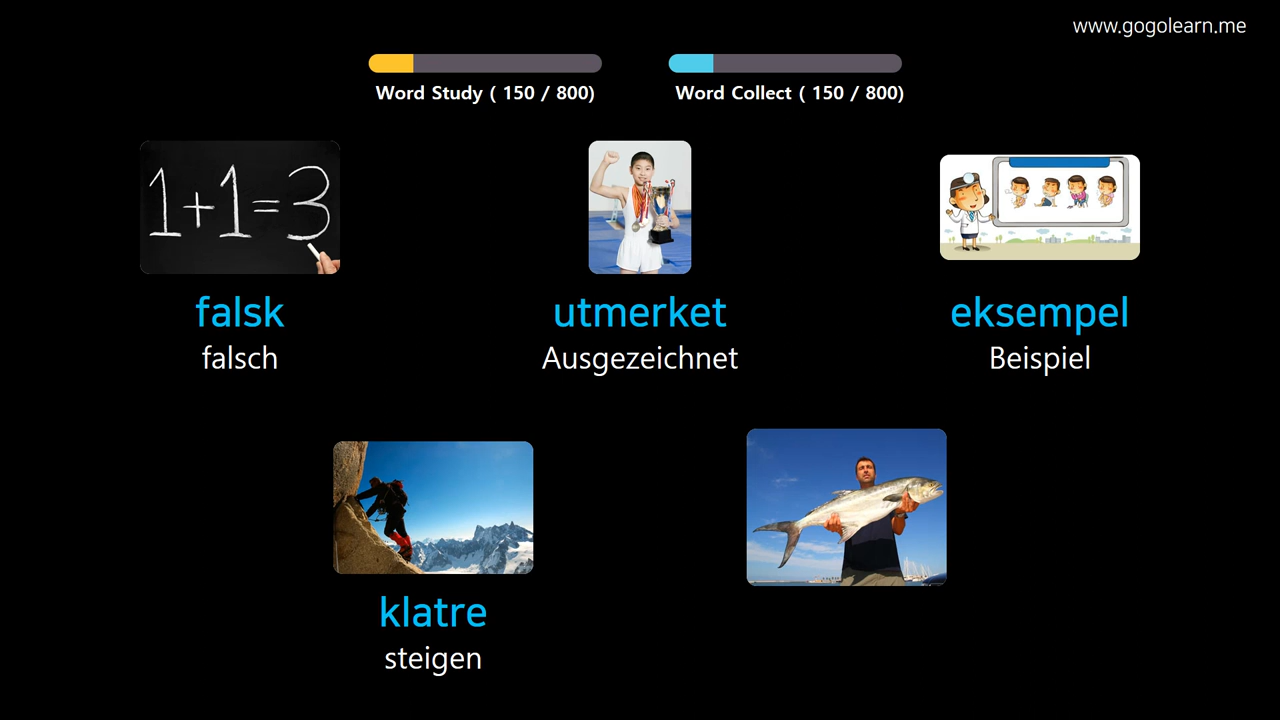 www.gogolearn.me
Word Study ( 150 / 800)
Word Collect ( 150 / 800)
1+1=3
falsk
falsch
utmerket
Ausgezeichnet
eksempel
Beispiel
klatre
steigen